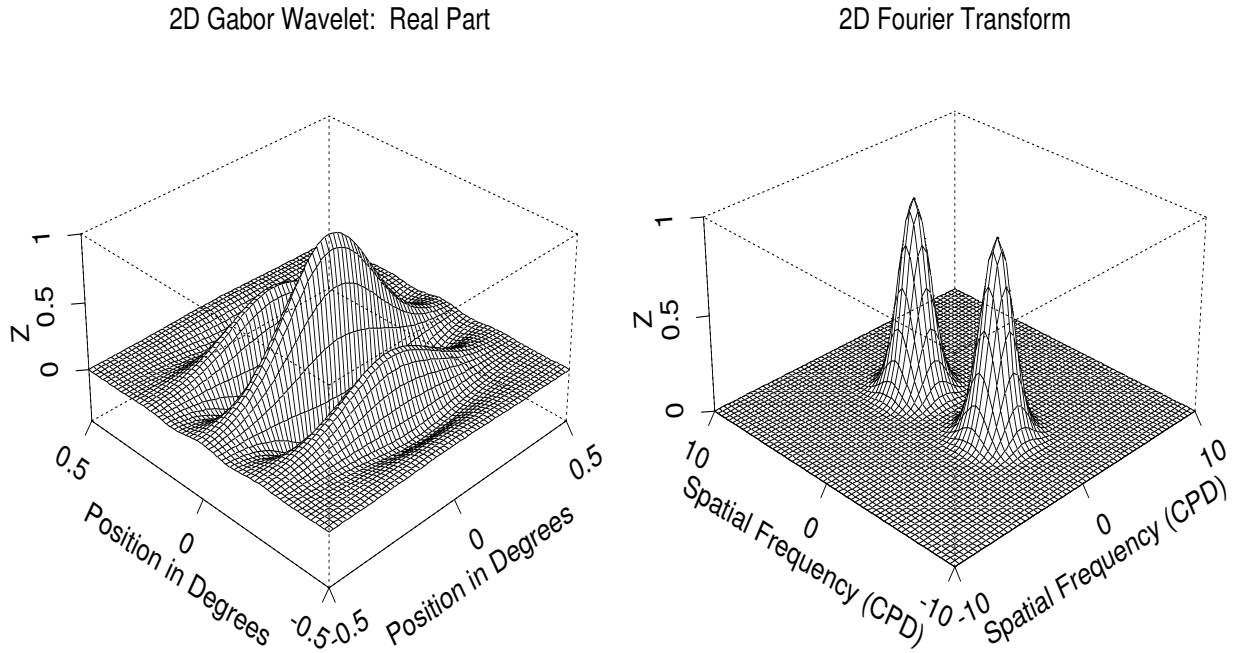 2D Gabor Wavelet: Real Part
1
0.5
0
Z
0.5
0
-0.5
Position in Degrees
-0.5
0
0.5
Position in Degrees
2D Fourier Transform
1
0.5
0
Z
10
0
-10
Spatial Frequency (CPD)
-10
0
10
Spatial Frequency (CPD)